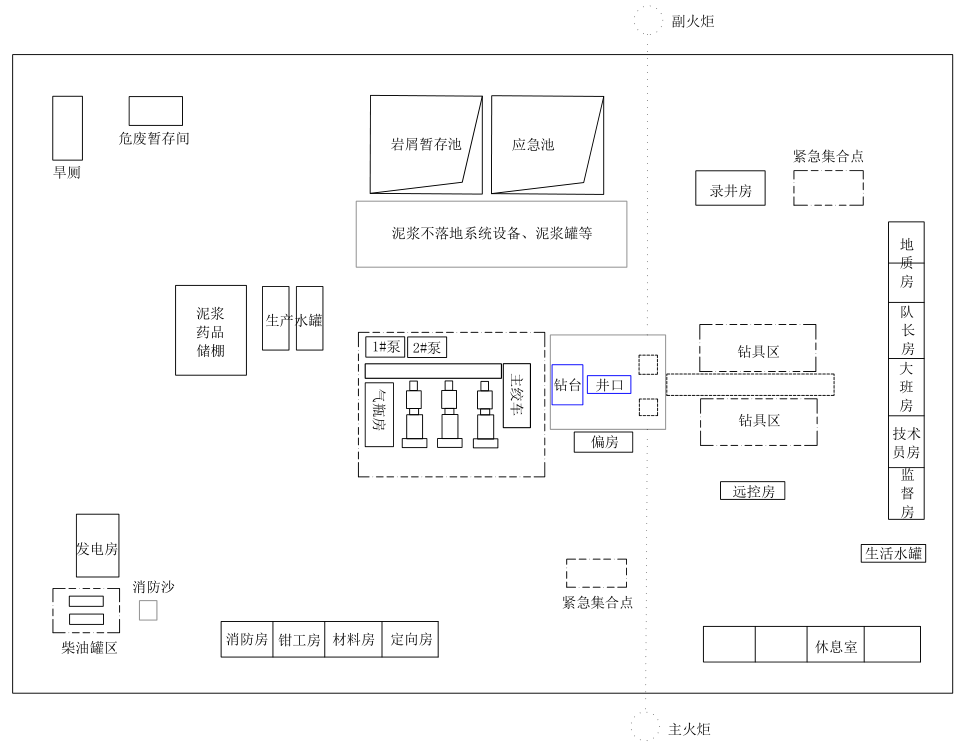 副火炬
危废暂存间
旱厕
岩屑暂存池
应急池
紧急集合点
录井房
泥浆不落地系统设备、泥浆罐等
地
质
房
泥浆
药品
储棚
生产水罐
队
长
房
1#泵
2#泵
钻具区
主绞车
气瓶房
钻台
井口
大
班
房
钻具区
偏房
技术
员房
远控房
监
督
房
发电房
生活水罐
消防沙
紧急集合点
柴油罐区
消防房
钳工房
材料房
定向房
休息室
主火炬